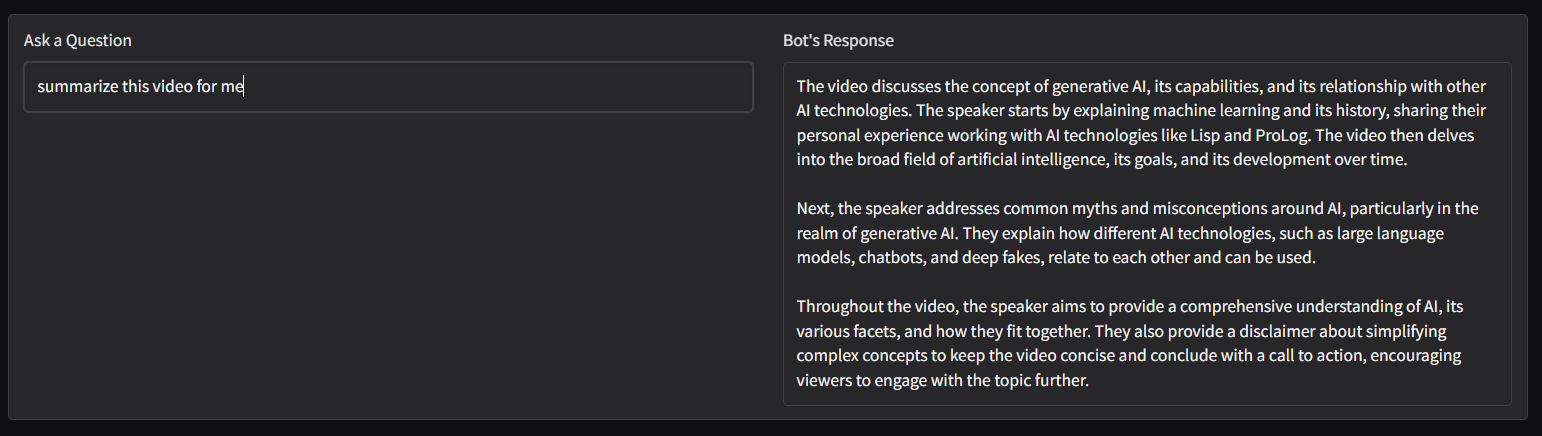 Ask a Question
summarize this video for me
Bot's Response
The video discusses the concept of generative AI, its capabilities, and its relationship with other
AI technologies. The speaker starts by explaining machine learning and its history, sharing their
personal experience working with AI technologies like Lisp and ProLog. The video then delves
into the broad field of artificial intelligence, its goals, and its development over time.
Next, the speaker addresses common myths and misconceptions around AI, particularly in the
realm of generative AI. They explain how different AI technologies, such as large language
models, chatbots, and deep fakes, relate to each other and can be used.
Throughout the video, the speaker aims to provide a comprehensive understanding of AI, its
various facets, and how they fit together. They also provide a disclaimer about simplifying
complex concepts to keep the video concise and conclude with a call to action, encouraging
viewers to engage with the topic further.